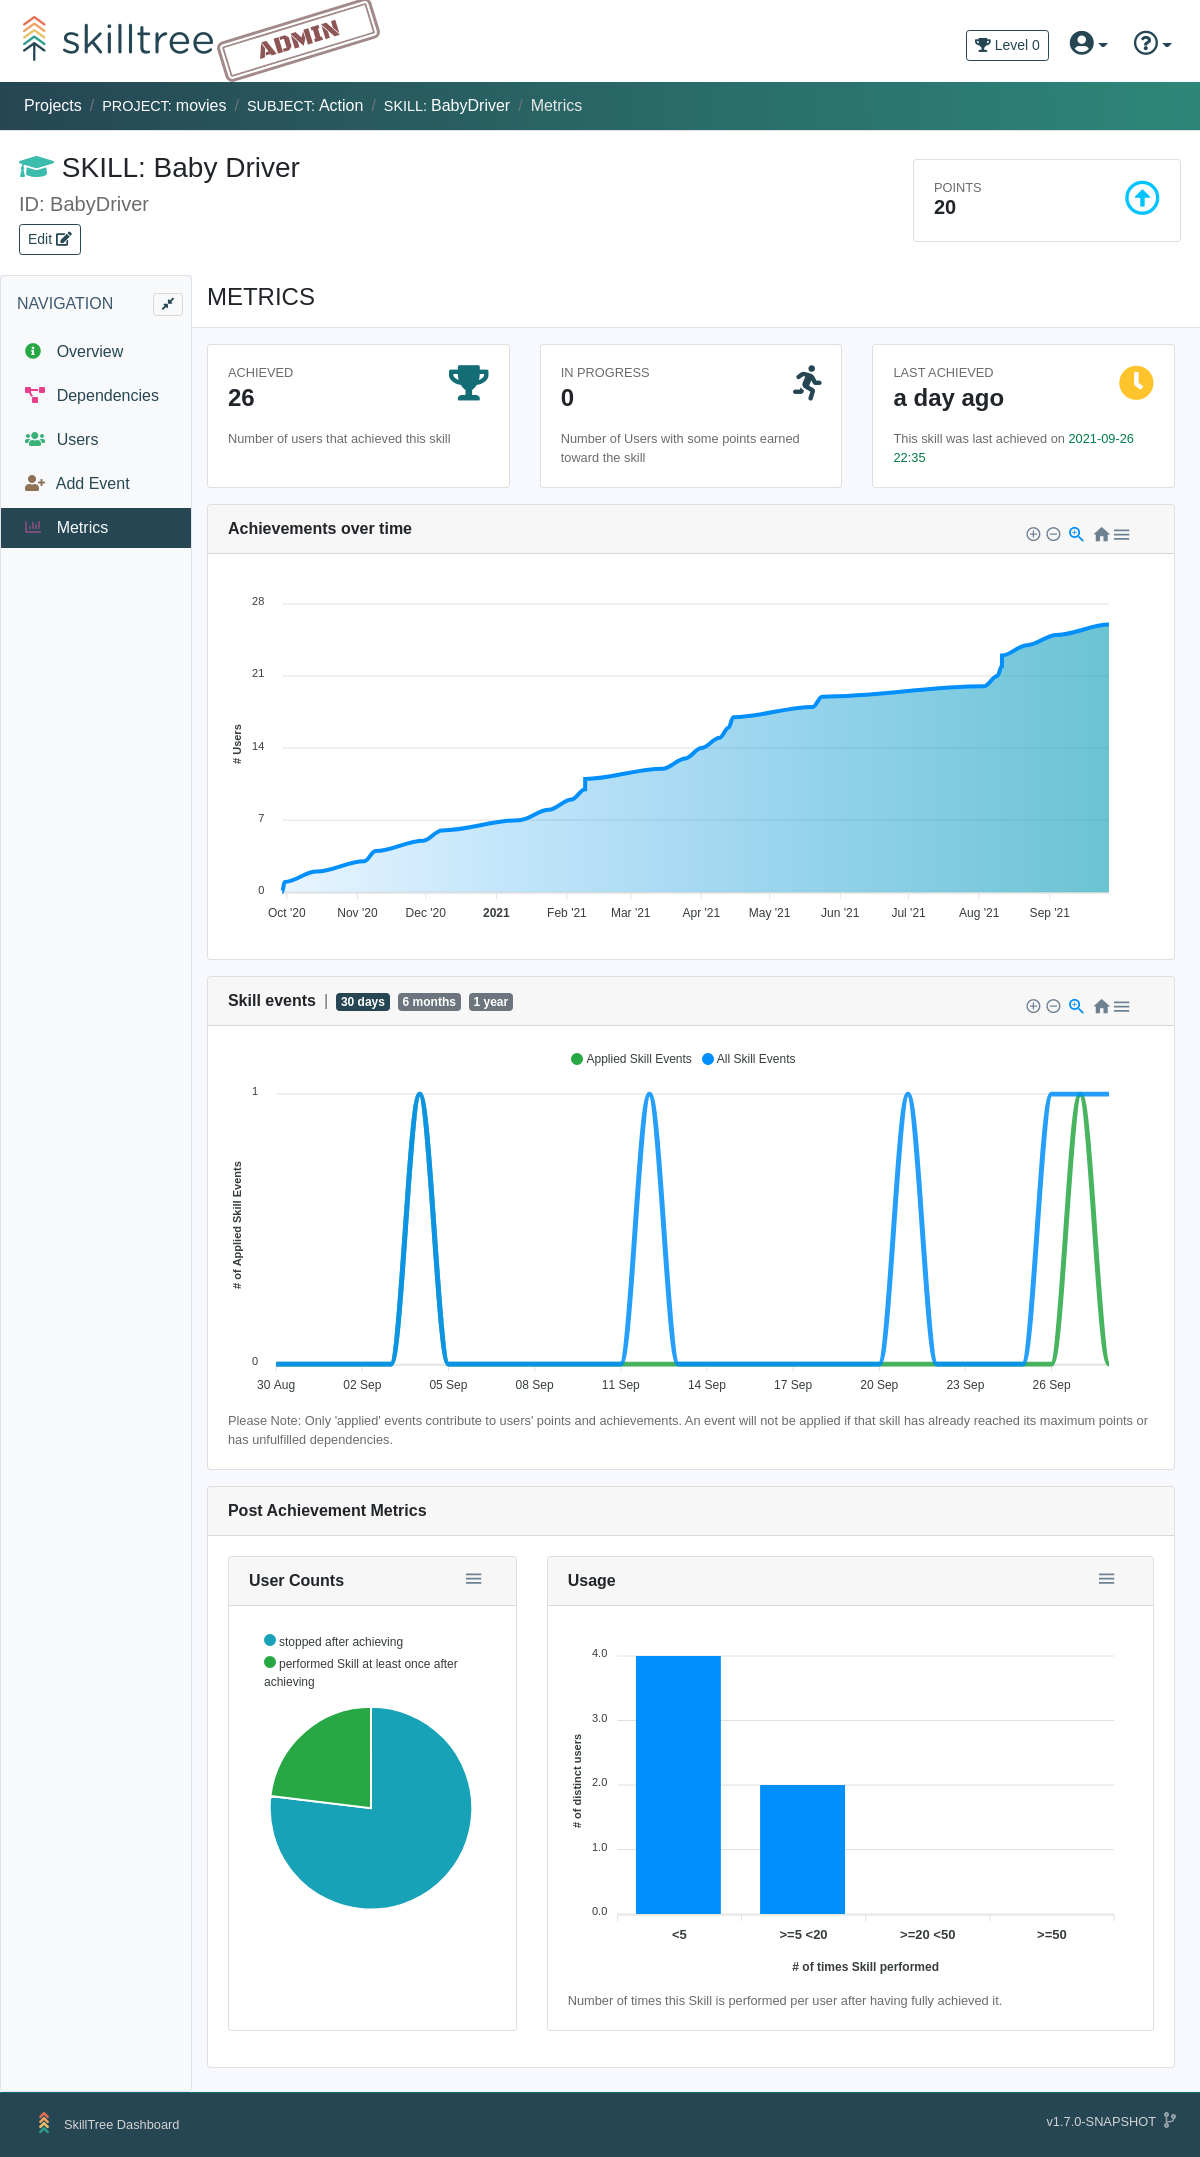 skilltree
ADMIN
Level 0
Projects / PROJECT: movies / SUBJECT: Action / SKILL: BabyDriver / Metrics
SKILL: Baby Driver
ID: BabyDriver
Edit
POINTS
20
NAVIGATION
Overview
Dependencies
Users
Add Event
Metrics
METRICS
ACHIEVED
26
Number of users that achieved this skill
IN PROGRESS
0
Number of Users with some points earned
toward the skill
LAST ACHIEVED
a day ago
This skill was last achieved on 2021-09-26
22:35
Achievements over time
28
21
14
7
0
# Users
Oct '20 Nov '20 Dec '20 2021 Feb '21 Mar '21 Apr '21 May '21 Jun '21 Jul '21 Aug '21 Sep '21
Skill events | 30 days 6 months 1 year
Applied Skill Events All Skill Events
1
0
# of Applied Skill Events
30 Aug 02 Sep 05 Sep 08 Sep 11 Sep 14 Sep 17 Sep 20 Sep 23 Sep 26 Sep
Please Note: Only 'applied' events contribute to users' points and achievements. An event will not be applied if that skill has already reached its maximum points or
has unfulfilled dependencies.
Post Achievement Metrics
User Counts
stopped after achieving
performed Skill at least once after
achieving
Usage
4.0
3.0
2.0
1.0
0.0
# of distinct users
<5 >=5 <20 >=20 <50 >=50
# of times Skill performed
Number of times this Skill is performed per user after having fully achieved it.
SkillTree Dashboard
v1.7.0-SNAPSHOT